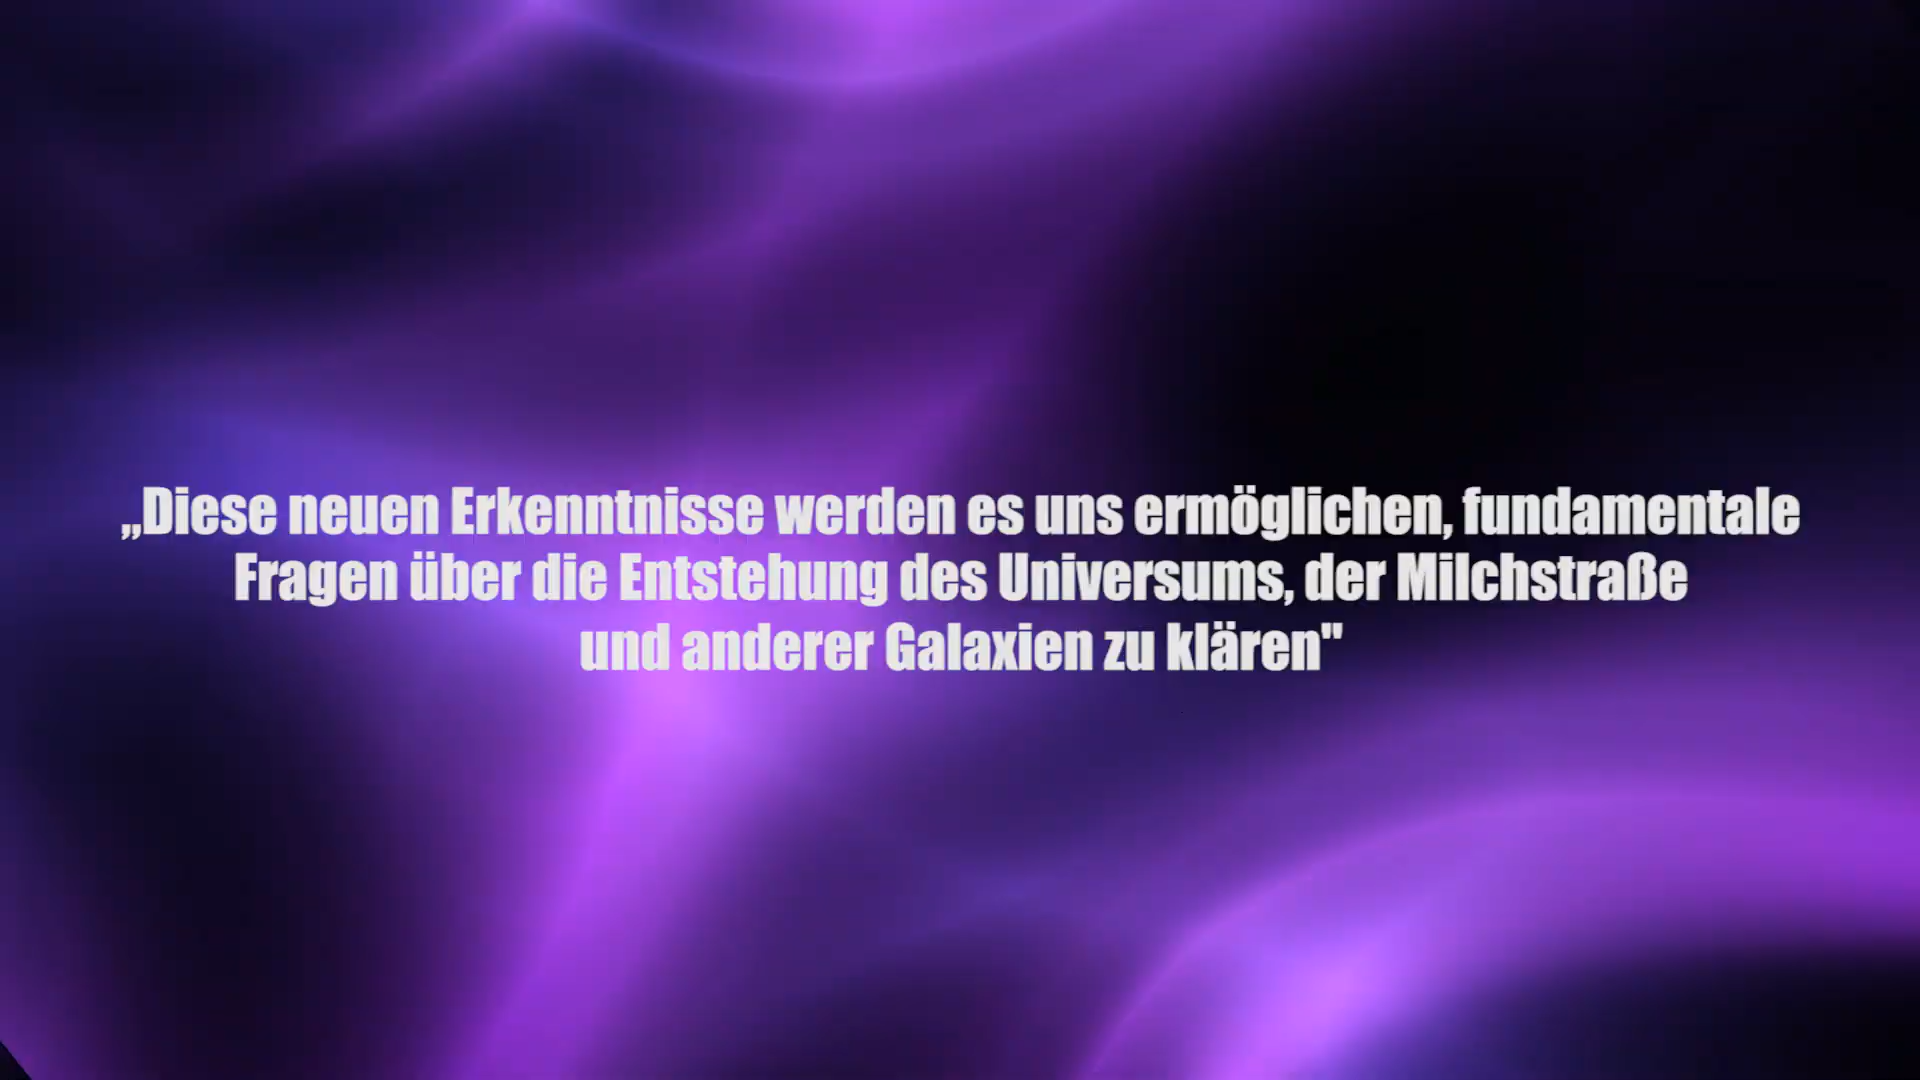 „Diese neuen Erkenntnisse werden es uns ermöglichen, fundamentale
Fragen über die Entstehung des Universums, der Milchstraße
und anderer Galaxien zu klären"